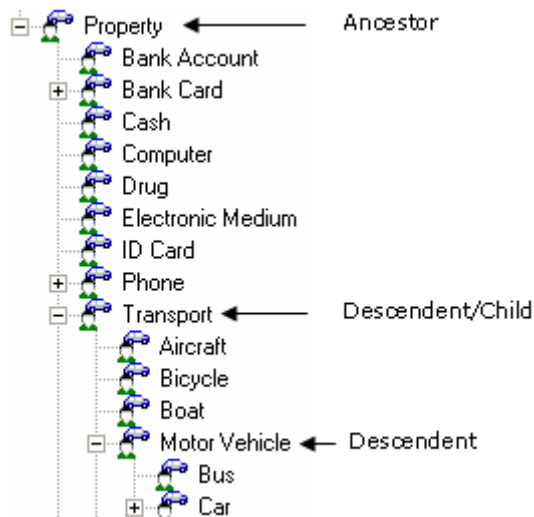 Property Ancestor
Bank Account
Bank Card
Cash
Computer
Drug
Electronic Medium
ID Card
Phone
Transport Descendent/Child
Aircraft
Bicycle
Boat
Motor Vehicle Descendent
Bus
Car